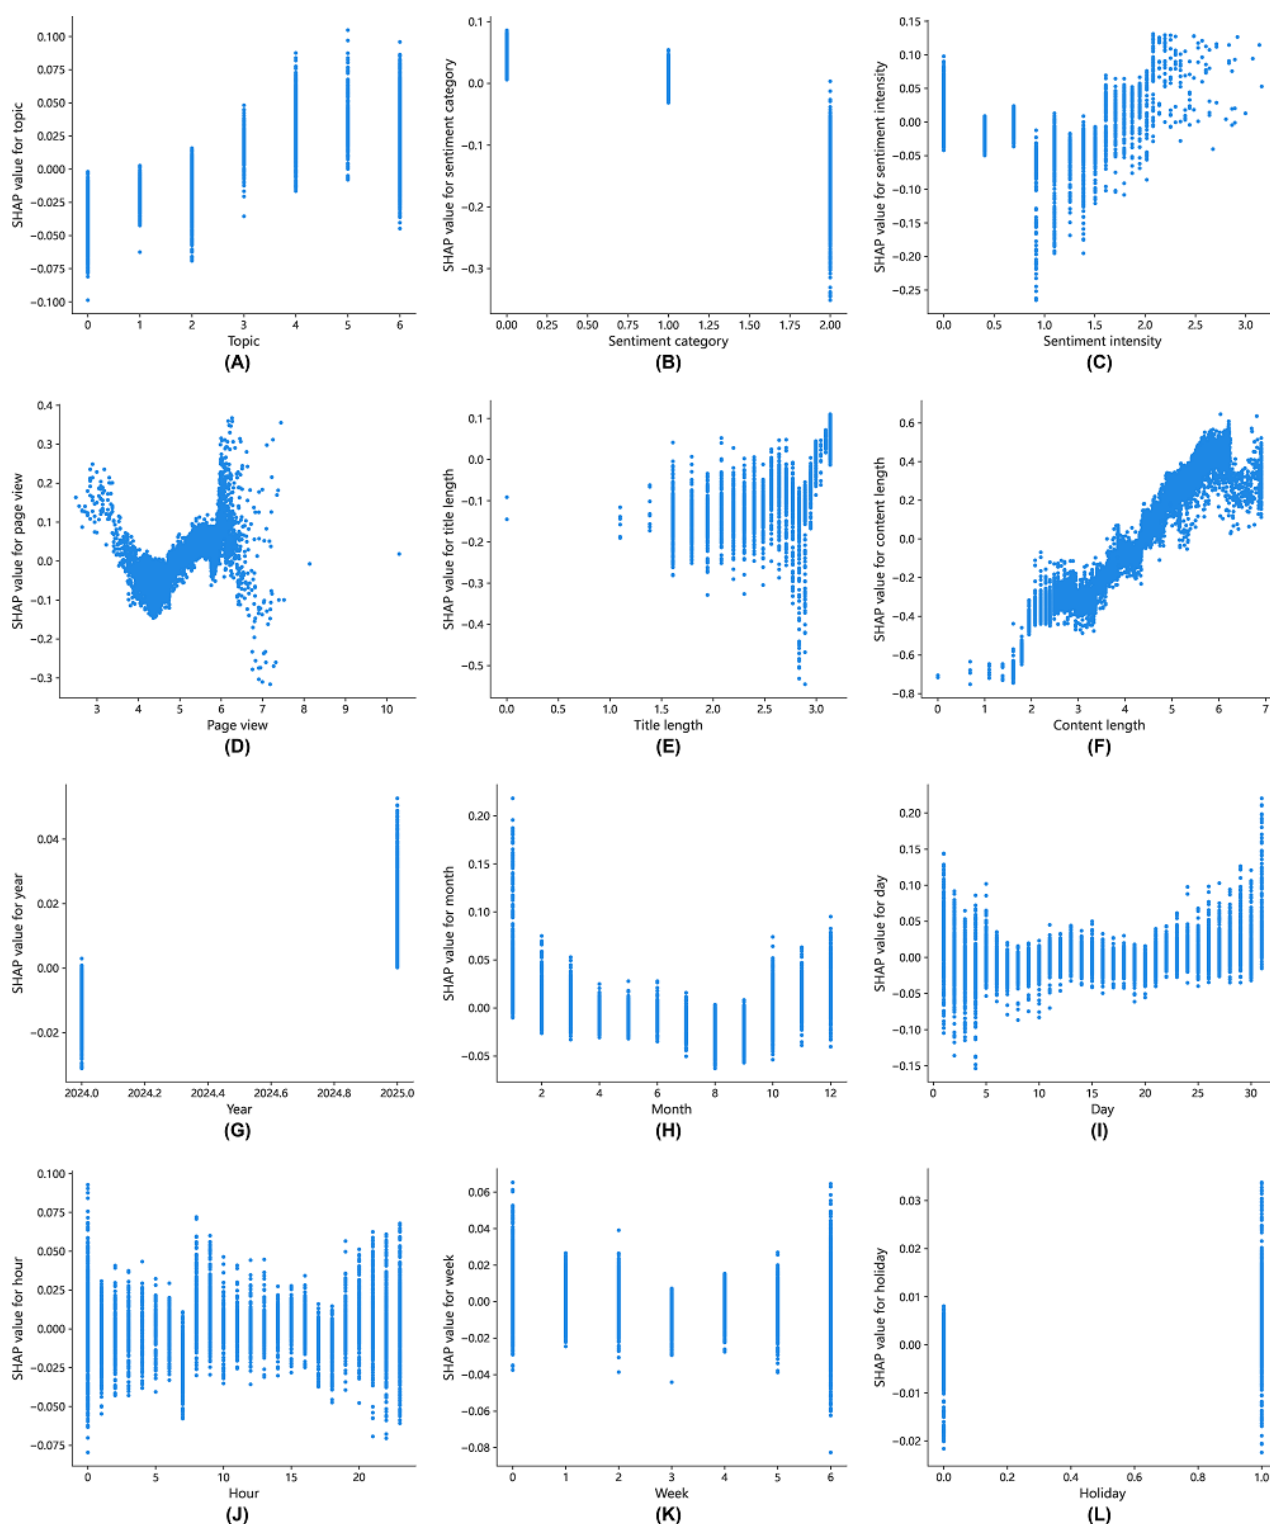 SHAP value for topic
0.100
0.075
0.050
0.025
0.000
−0.025
−0.050
−0.075
−0.100
0 1 2 3 4 5 6
Topic
(A)
SHAP value for sentiment category
0.1
0.0
−0.1
−0.2
−0.3
0.00 0.25 0.50 0.75 1.00 1.25 1.50 1.75 2.00
Sentiment category
(B)
SHAP value for sentiment intensity
0.15
0.10
0.05
0.00
−0.05
−0.10
−0.15
−0.20
−0.25
0.0 0.5 1.0 1.5 2.0 2.5 3.0
Sentiment intensity
(C)
SHAP value for page view
0.4
0.3
0.2
0.1
0.0
−0.1
−0.2
−0.3
3 4 5 6 7 8 9 10
Page view
(D)
SHAP value for title length
0.1
0.0
−0.1
−0.2
−0.3
−0.4
−0.5
0.0 0.5 1.0 1.5 2.0 2.5 3.0
Title length
(E)
SHAP value for content length
0.6
0.4
0.2
0.0
−0.2
−0.4
−0.6
−0.8
0 1 2 3 4 5 6 7
Content length
(F)
SHAP value for year
0.04
0.02
0.00
−0.02
2024.0 2024.2 2024.4 2024.6 2024.8 2025.0
Year
(G)
SHAP value for month
0.20
0.15
0.10
0.05
0.00
−0.05
2 4 6 8 10 12
Month
(H)
SHAP value for day
0.20
0.15
0.10
0.05
0.00
−0.05
−0.10
−0.15
0 5 10 15 20 25 30
Day
(I)
SHAP value for hour
0.100
0.075
0.050
0.025
0.000
−0.025
−0.050
−0.075
0 5 10 15 20
Hour
(J)
SHAP value for week
0.06
0.04
0.02
0.00
−0.02
−0.04
−0.06
−0.08
0 1 2 3 4 5 6
Week
(K)
SHAP value for holiday
0.03
0.02
0.01
0.00
−0.01
−0.02
0.0 0.2 0.4 0.6 0.8 1.0
Holiday
(L)